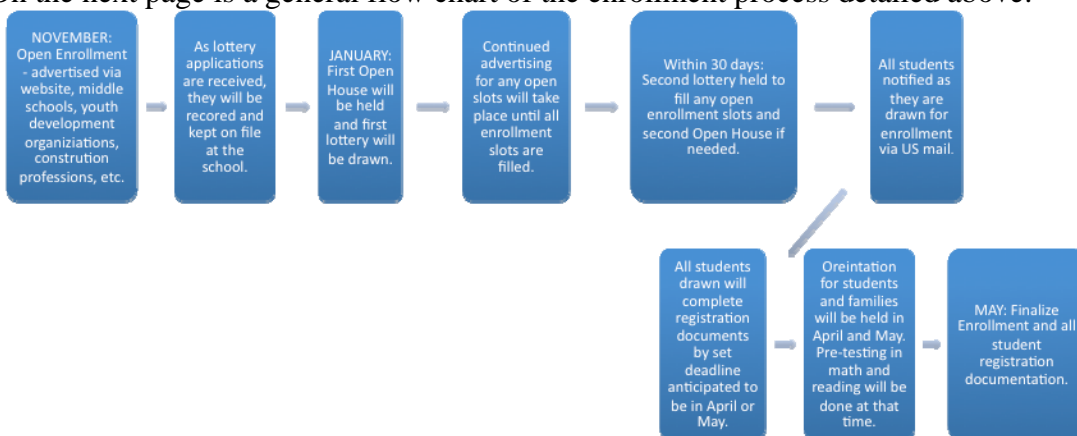 On the next page is a general flow chart of the enrollment process detailed above.
NOVEMBER:
Open Enrollment
- advertised via
website, middle
schools, youth
development
organiziations,
constrution
professions, etc.
As lottery
applications
are received,
they will be
recored and
kept on file
at the
school.
JANUARY:
First Open
House will
be held
and first
lottery will
be drawn.
Continued
advertising
for any open
slots will take
place until all
enrollment
slots are
filled.
Within 30 days:
Second lottery held to
fill any open
enrollment slots and
second Open House if
needed.
All students
notified as
they are
drawn for
enrollment
via US mail.
All students
drawn will
complete
registration
documents
by set
deadline
anticipated to
be in April or
May.
Oreintation
for students
and families
will be held in
April and May.
Pre-testing in
math and
reading will be
done at that
time.
MAY: Finalize
Enrollment and all
student
registration
documentation.